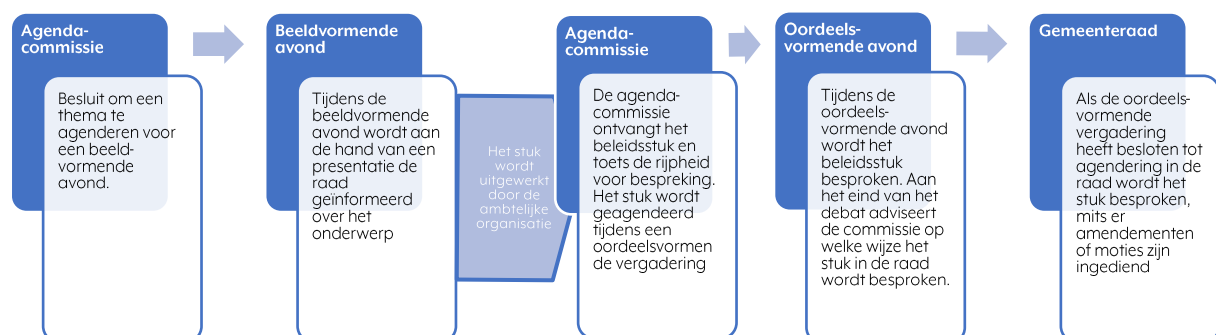 Agenda-
commissie
Besluit om een
thema te
agenderen voor
een beeld-
vormende
avond.
Beeldvormende
avond
Tijdens de
beeldvormende
avond wordt aan
de hand van een
presentatie de
raad
geïnformeerd
over het
onderwerp
Het stuk
wordt
uitgewerkt
door de
ambtelijke
organisatie
Agenda-
commissie
De agenda-
commissie
ontvangt het
beleidsstuk en
toets de rijpheid
voor bespreking.
Het stuk wordt
geagendeerd
tijdens een
oordeelsvormen
de vergadering
Oordeels-
vormende avond
Tijdens de
oordeels-
vormende avond
wordt het
beleidsstuk
besproken. Aan
het eind van het
debat adviseert
de commissie op
welke wijze het
stuk in de raad
wordt besproken.
Gemeenteraad
Als de oordeels-
vormende
vergadering
heeft besloten tot
agendering in de
raad wordt het
stuk besproken,
mits er
amendementen
of moties zijn
ingediend